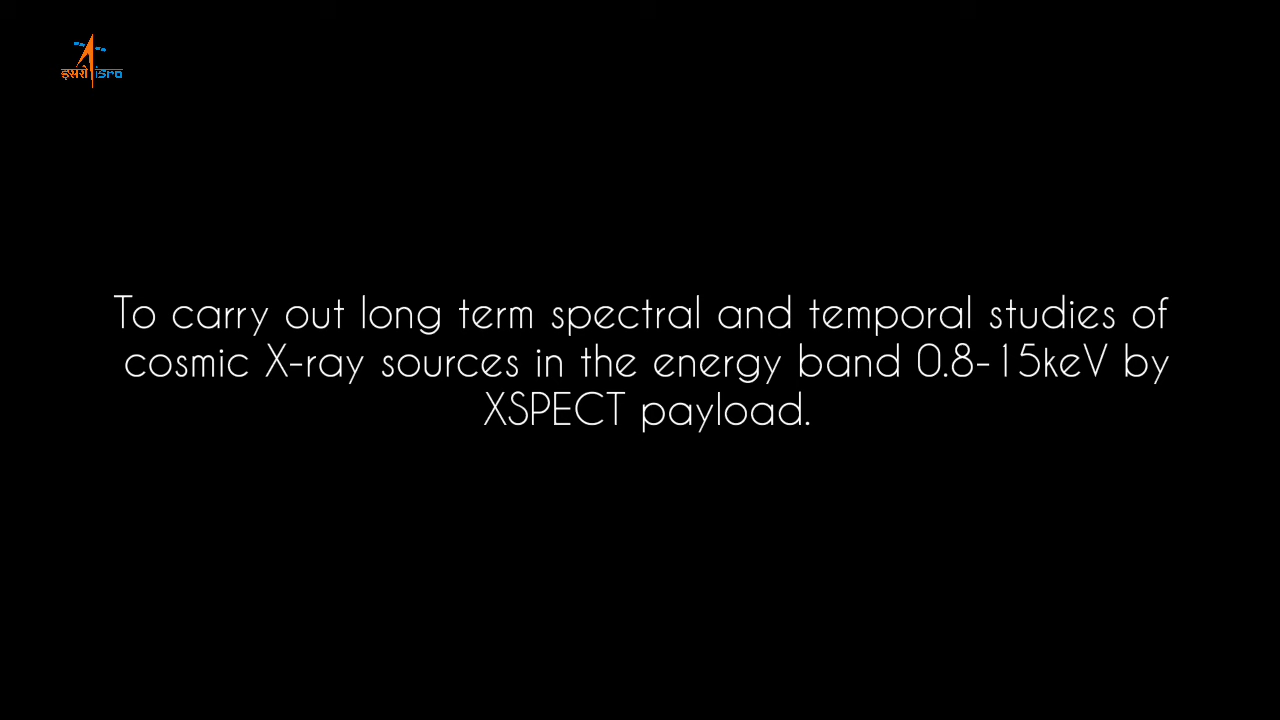 इसरो isro
To carry out long term spectral and temporal studies of
cosmic X-ray sources in the energy band 0.8-15keV by
XSPECT payload.